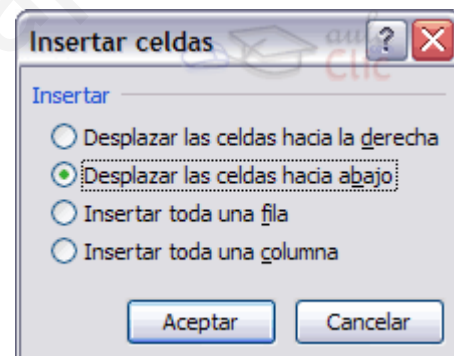 Insertar celdas
aulaClic
?
Insertar
Desplazar las celdas hacia la derecha
Desplazar las celdas hacia abajo
Insertar toda una fila
Insertar toda una columna
Aceptar
Cancelar